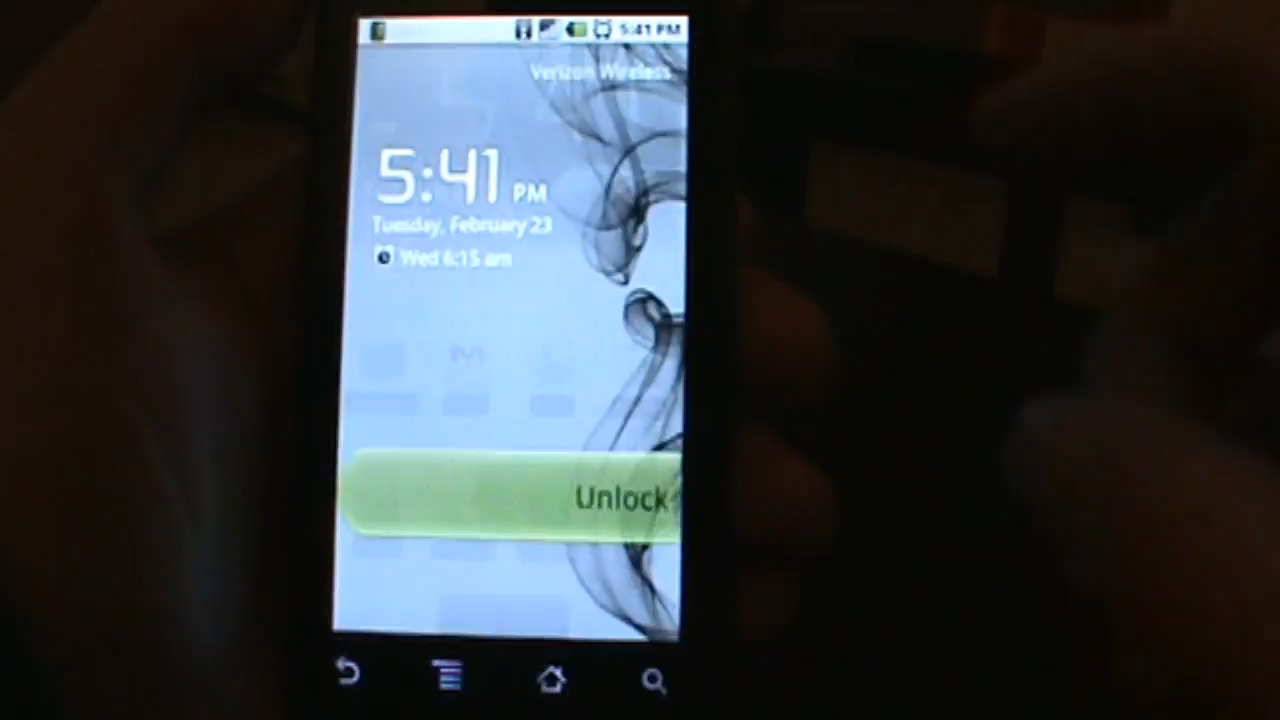 5:41 PM
Verizon Wireless
5:41 PM
Tuesday, February 23
Wed 6:15 am
Unlock